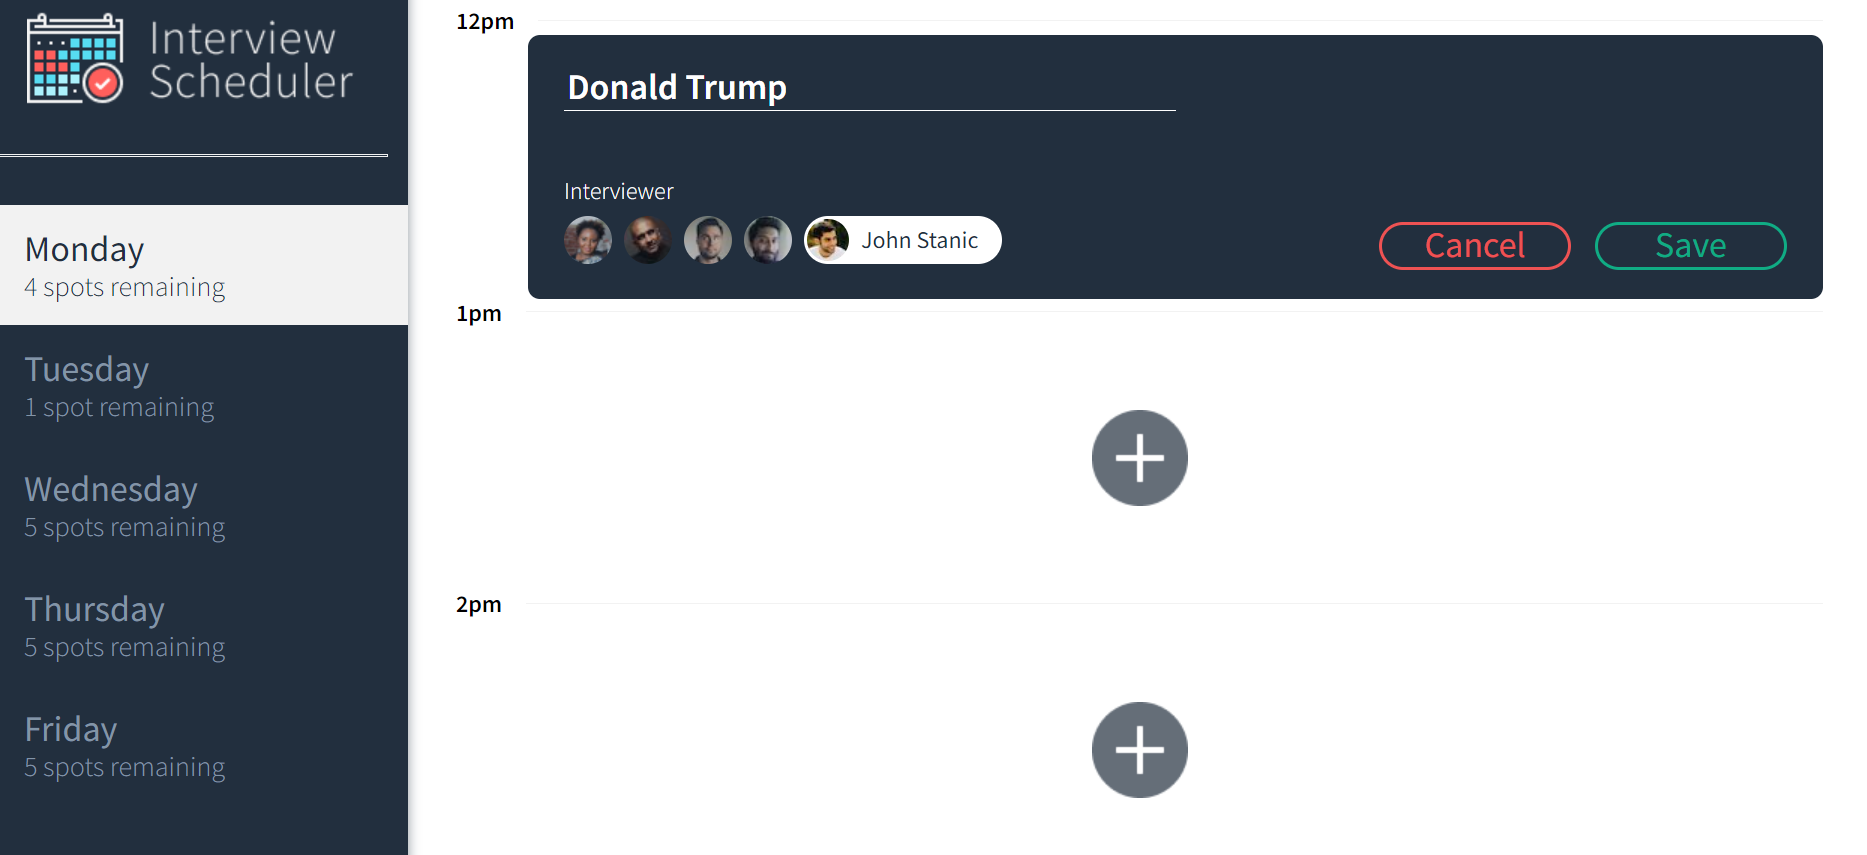 Interview
Scheduler
Monday
4 spots remaining
Tuesday
1 spot remaining
Wednesday
5 spots remaining
Thursday
5 spots remaining
Friday
5 spots remaining
12pm
Donald Trump
Interviewer
John Stanic
Cancel
Save
1pm
2pm